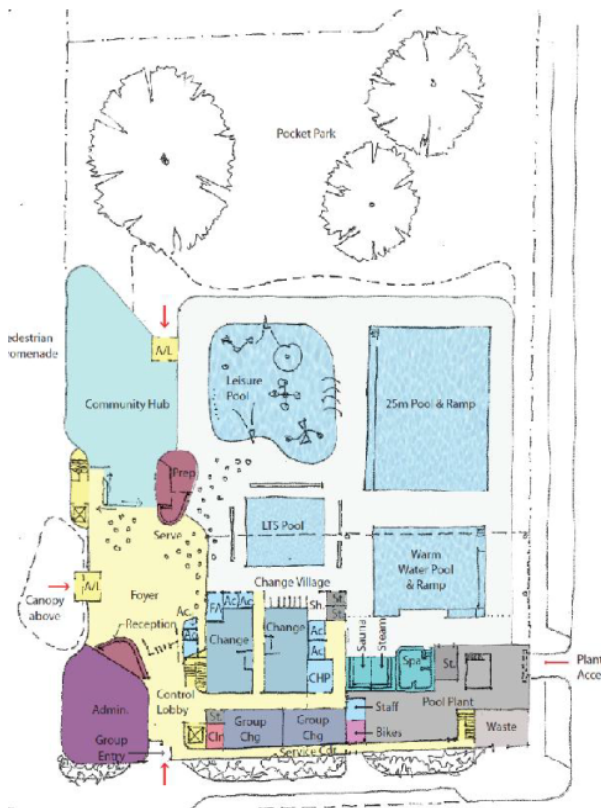 Pocket Park
edestrian
romenade
A/L
Community Hub
Leisure
Pool
25m Pool & Ramp
Prep
Serve
LTS Pool
Warm
Water Pool
& Ramp
Change Village
Canopy
above
A/L
Foyer
Reception
Ac.
Ac
FA
Ac
Ac
Sh.
St.
St.
Change
Change
Ac
Ac
CHP
Sauna
Steam
Spa
St.
Plant
Acce
Admin.
Control
Lobby
Pool Plant
St.
Cln
Group
Chg
Group
Chg
Staff
Bikes
Waste
Group
Entry
Service Cdr.